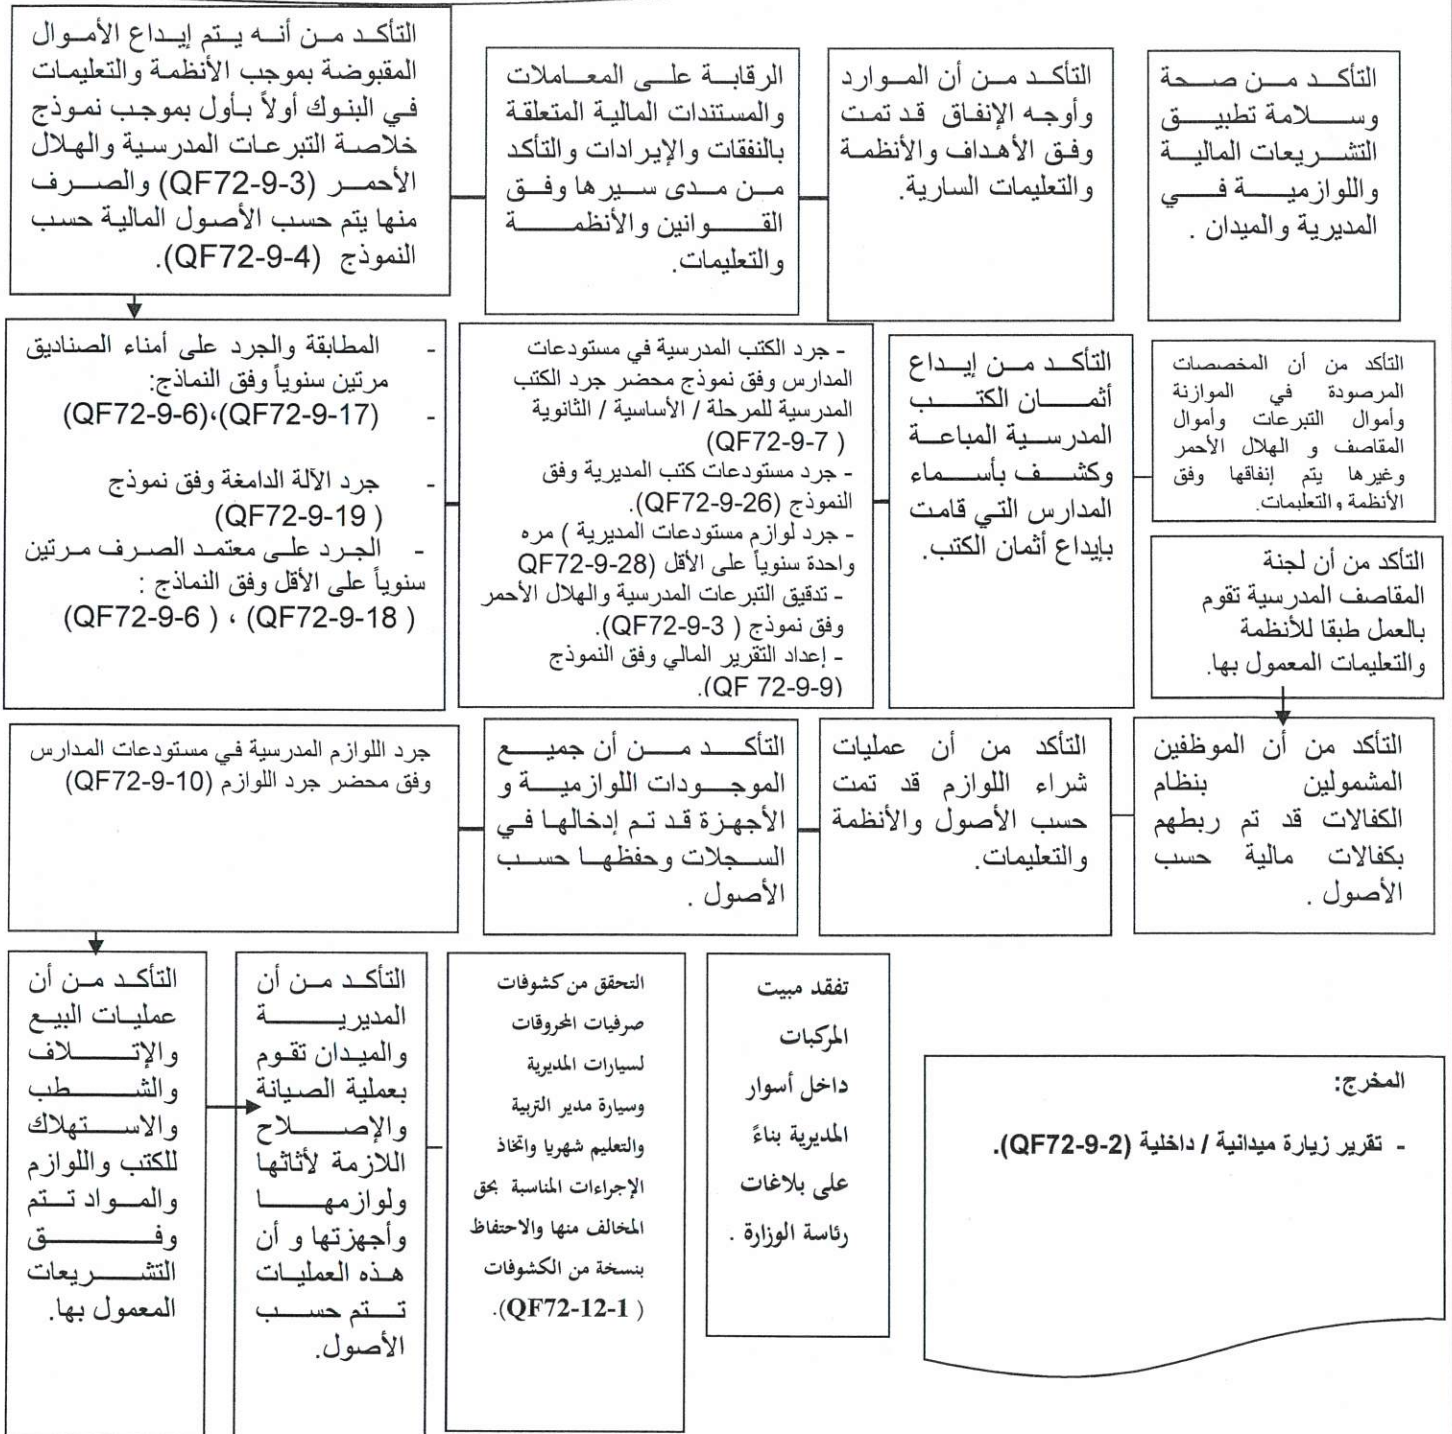 التأكد من صحة
وسلامة تطبيق
التشريعات المالية
واللوازمية في
المديرية والميدان .
التأكد من أن الموارد
وأوجه الإنفاق قد تمت
وفق الأهداف والأنظمة
والتعليمات السارية.
الرقابة على المعاملات
والمستندات المالية المتعلقة
بالنفقات والإيرادات والتأكد
من مدى سيرها وفق
القوانين والأنظمة
والتعليمات.
التأكد من أنه يتم إيداع الأموال
المقبوضة بموجب الأنظمة والتعليمات
في البنوك أولاً بأول بموجب نموذج
خلاصة التبرعات المدرسية والهلال
الأحمر (QF72-9-3) والصرف
منها يتم حسب الأصول المالية حسب
النموذج (QF72-9-4).
- المطابقة والجرد على أمناء الصناديق
مرتين سنوياً وفق النماذج:
- (QF72-9-17)،(QF72-9-6)
- جرد الآلة الدامغة وفق نموذج
( QF72-9-19)
- الجرد على معتمد الصرف مرتين
سنوياً على الأقل وفق النماذج :
( QF72-9-18) ، ( QF72-9-6)
- جرد الكتب المدرسية في مستودعات
المدارس وفق نموذج محضر جرد الكتب
المدرسية للمرحلة / الأساسية / الثانوية
( QF72-9-7)
- جرد مستودعات كتب المديرية وفق
النموذج (QF72-9-26).
- جرد لوازم مستودعات المديرية ) مره
واحدة سنوياً على الأقل (QF72-9-28
- تدقيق التبرعات المدرسية والهلال الأحمر
وفق نموذج ( QF72-9-3).
- إعداد التقرير المالي وفق النموذج
(QF 72-9-9).
التأكد من إيداع
أثمان الكتب
المدرسية المباعة
وكشف بأسماء
المدارس التي قامت
بإيداع أثمان الكتب.
التأكد من أن المخصصات
المرصودة في الموازنة
وأموال التبرعات وأموال
المقاصف و الهلال الأحمر
وغيرها يتم إنفاقها وفق
الأنظمة والتعليمات.
التأكد من أن لجنة
المقاصف المدرسية تقوم
بالعمل طبقا للأنظمة
والتعليمات المعمول بها.
التأكد من أن الموظفين
المشمولين بنظام
الكفالات قد تم ربطهم
بكفالات مالية حسب
الأصول .
التأكد من أن عمليات
شراء اللوازم قد تمت
حسب الأصول والأنظمة
والتعليمات.
التأكد من أن جميع
الموجودات اللوازمية و
الأجهزة قد تم إدخالها في
السجلات وحفظها حسب
الأصول .
جرد اللوازم المدرسية في مستودعات المدارس
وفق محضر جرد اللوازم (QF72-9-10)
التأكد من أن
عمليات البيع
والإتلاف
والشطب
والاستهلاك
للكتب واللوازم
والمواد تتم
وفق
التشريعات
المعمول بها.
التأكد من أن
المديرية
والميدان تقوم
بعملية الصيانة
والإصلاح
اللازمة لأثاثها
ولوازمها
وأجهزتها و أن
هذه العمليات
تتم حسب
الأصول.
التحقق من كشوفات
صرفيات المحروقات
لسيارات المديرية
وسيارة مدير التربية
والتعليم شهريا واتخاذ
الإجراءات المناسبة بحق
المخالف منها والاحتفاظ
بنسخة من الكشوفات
( QF72-12-1).
تفقد مبيت
المركبات
داخل أسوار
المديرية بناءً
على بلاغات
رئاسة الوزارة .
المخرج:
- تقرير زيارة ميدانية / داخلية (QF72-9-2).